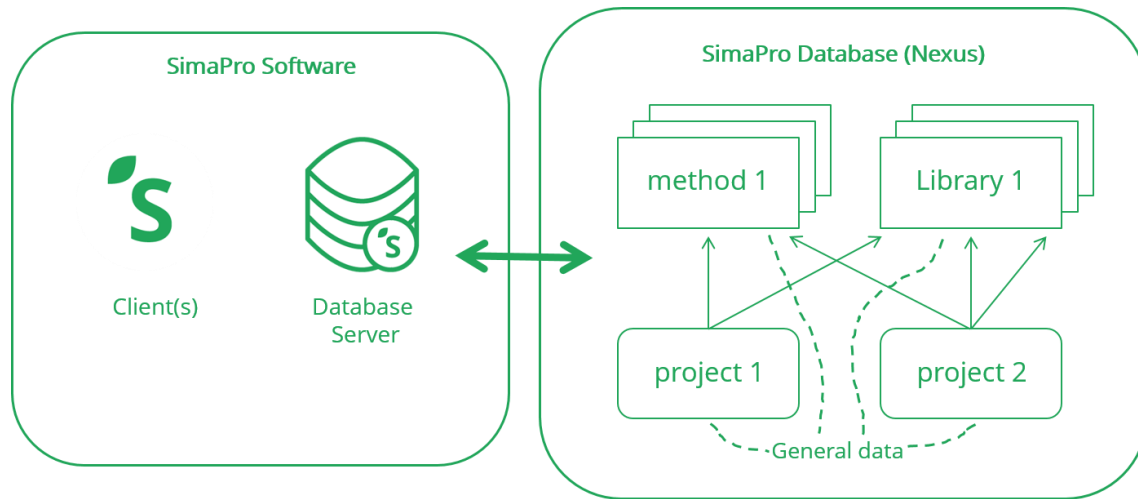 SimaPro Software
Client(s)
Database
Server
SimaPro Database (Nexus)
method 1
Library 1
project 1
project 2
General data